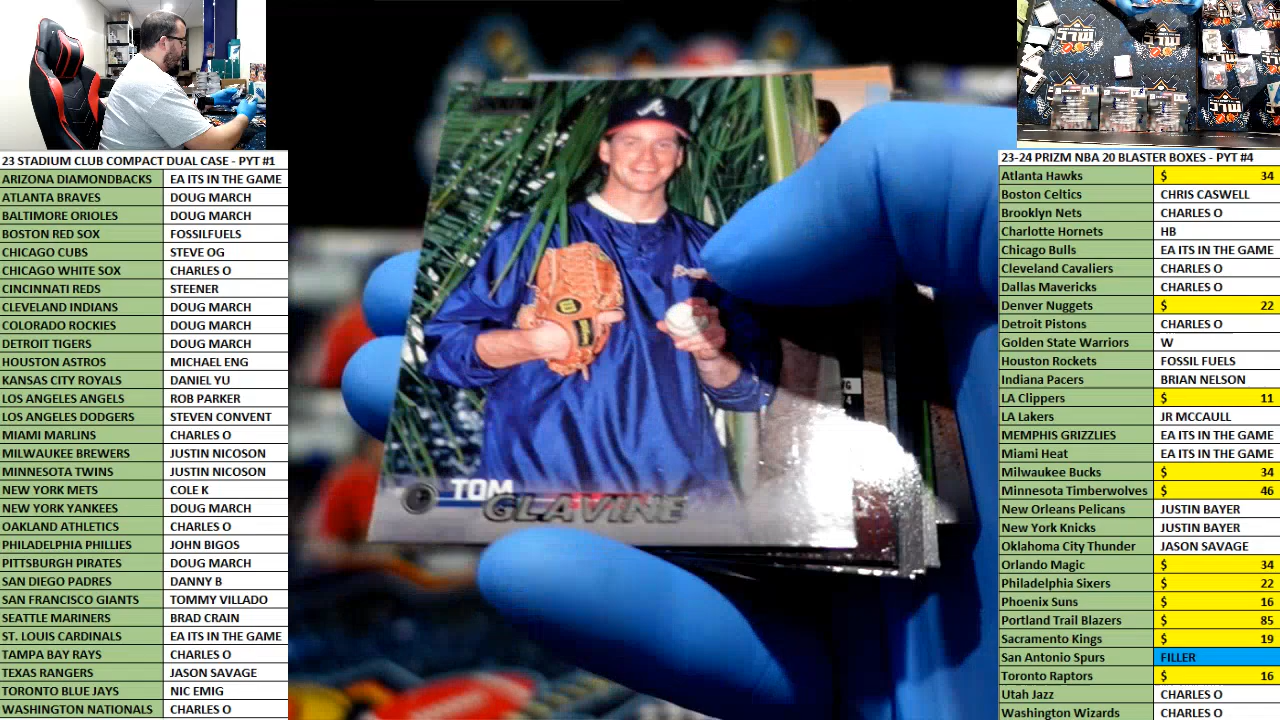 23 STADIUM CLUB COMPACT DUAL CASE - PYT #1
ARIZONA DIAMONDBACKS EA ITS IN THE GAME
ATLANTA BRAVES DOUG MARCH
BALTIMORE ORIOLES DOUG MARCH
BOSTON RED SOX FOSSILFUELS
CHICAGO CUBS STEVE OG
CHICAGO WHITE SOX CHARLES O
CINCINNATI REDS STEENER
CLEVELAND INDIANS DOUG MARCH
COLORADO ROCKIES DOUG MARCH
DETROIT TIGERS DOUG MARCH
HOUSTON ASTROS MICHAEL ENG
KANSAS CITY ROYALS DANIEL YU
LOS ANGELES ANGELS ROB PARKER
LOS ANGELES DODGERS STEVEN CONVENT
MIAMI MARLINS CHARLES O
MILWAUKEE BREWERS JUSTIN NICOSON
MINNESOTA TWINS JUSTIN NICOSON
NEW YORK METS COLE K
NEW YORK YANKEES DOUG MARCH
OAKLAND ATHLETICS CHARLES O
PHILADELPHIA PHILLIES JOHN BIGOS
PITTSBURGH PIRATES DOUG MARCH
SAN DIEGO PADRES DANNY B
SAN FRANCISCO GIANTS TOMMY VILLADO
SEATTLE MARINERS BRAD CRAIN
ST. LOUIS CARDINALS EA ITS IN THE GAME
TAMPA BAY RAYS CHARLES O
TEXAS RANGERS JASON SAVAGE
TORONTO BLUE JAYS NIC EMIG
WASHINGTON NATIONALS CHARLES O
TOM
GLAVINE
23-24 PRIZM NBA 20 BLASTER BOXES - PYT #4
Atlanta Hawks $ 34
Boston Celtics CHRIS CASWELL
Brooklyn Nets CHARLES O
Charlotte Hornets HB
Chicago Bulls EA ITS IN THE GAME
Cleveland Cavaliers CHARLES O
Dallas Mavericks CHARLES O
Denver Nuggets $ 22
Detroit Pistons CHARLES O
Golden State Warriors W
Houston Rockets FOSSIL FUELS
Indiana Pacers BRIAN NELSON
LA Clippers $ 11
LA Lakers JR MCCAULL
MEMPHIS GRIZZLIES EA ITS IN THE GAME
Miami Heat EA ITS IN THE GAME
Milwaukee Bucks $ 34
Minnesota Timberwolves $ 46
New Orleans Pelicans JUSTIN BAYER
New York Knicks JUSTIN BAYER
Oklahoma City Thunder JASON SAVAGE
Orlando Magic $ 34
Philadelphia Sixers $ 22
Phoenix Suns $ 16
Portland Trail Blazers $ 85
Sacramento Kings $ 19
San Antonio Spurs FILLER
Toronto Raptors $ 16
Utah Jazz CHARLES O
Washington Wizards CHARLES O